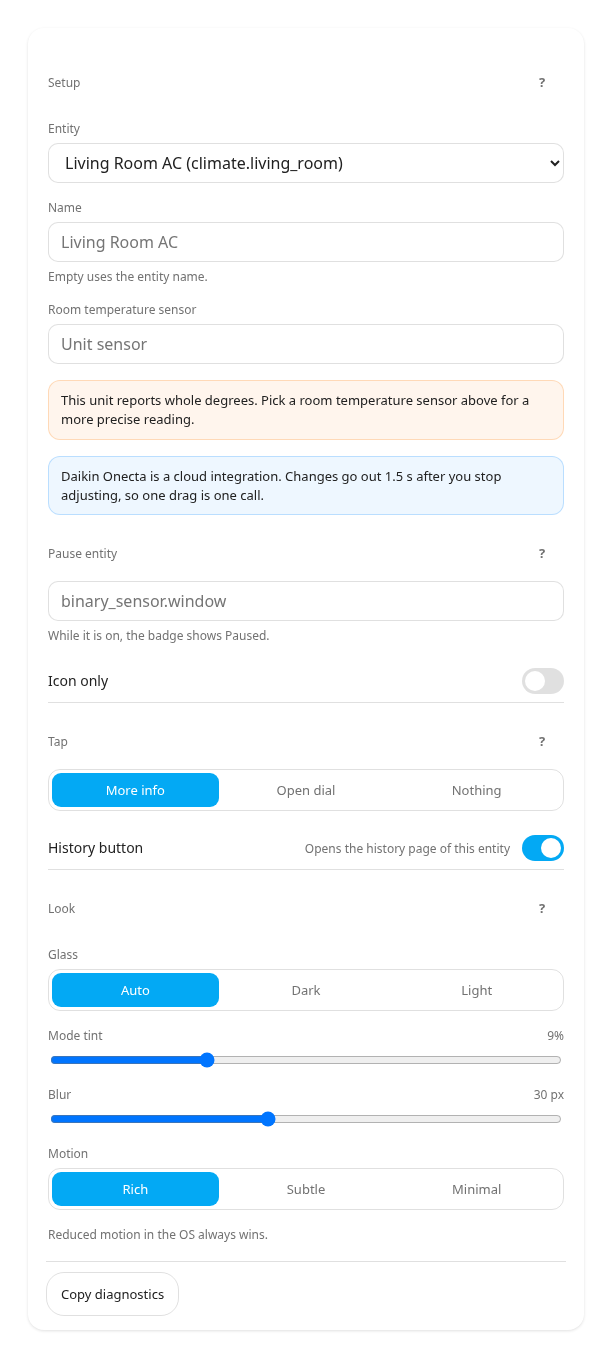 Setup
?
Entity
Living Room AC (climate.living_room)
Name
Living Room AC
Empty uses the entity name.
Room temperature sensor
Unit sensor
This unit reports whole degrees. Pick a room temperature sensor above for a
more precise reading.
Daikin Onecta is a cloud integration. Changes go out 1.5 s after you stop
adjusting, so one drag is one call.
Pause entity
?
binary_sensor.window
While it is on, the badge shows Paused.
Icon only
Tap
?
More info
Open dial
Nothing
History button
Opens the history page of this entity
Look
?
Glass
Auto
Dark
Light
Mode tint
9%
Blur
30 px
Motion
Rich
Subtle
Minimal
Reduced motion in the OS always wins.
Copy diagnostics